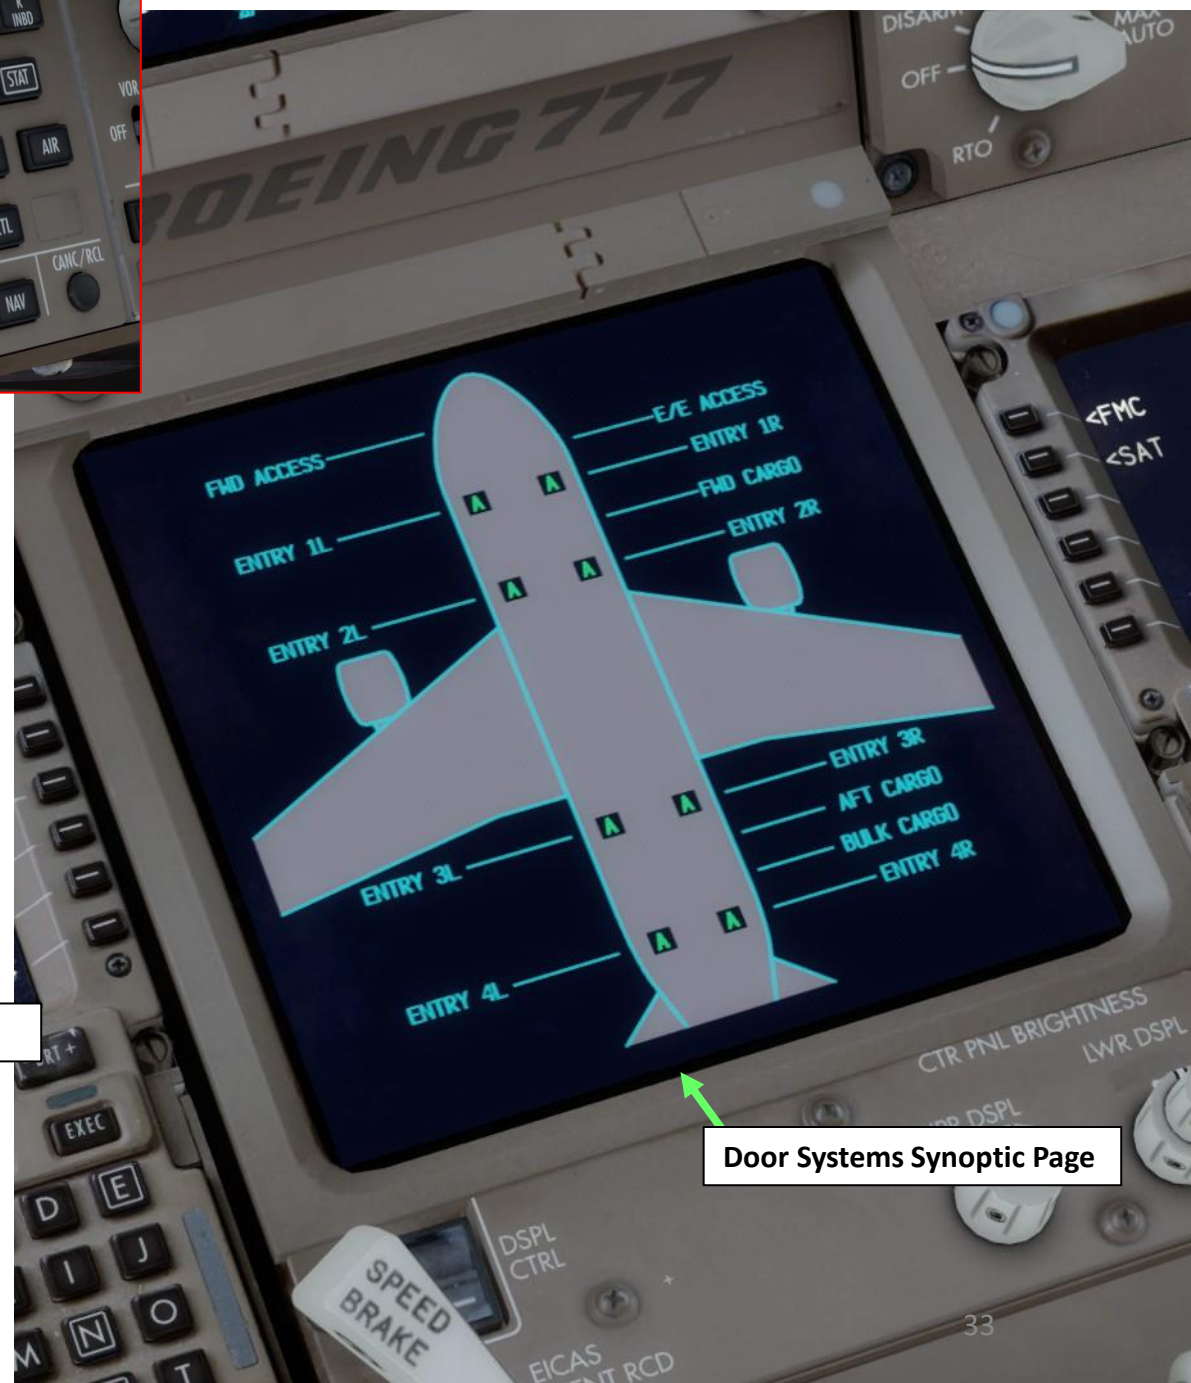 R
INBD
STAT
VOR
OFF
AIR
CANC/RCL
NAV
BOEING 777
DISARM
MAX
AUTO
OFF
RTO
<FMC
<SAT
E/E ACCESS
ENTRY 1R
FWD ACCESS
FWD CARGO
ENTRY 1L
ENTRY 2R
ENTRY 2L
A
A
A
A
ENTRY 3R
AFT CARGO
BULK CARGO
ENTRY 3L
ENTRY 4R
ENTRY 4L
A
A
A
A
EXEC
CTR PNL BRIGHTNESS
LWR DSPL
Door Systems Synoptic Page
D
E
I
J
M
N
O
T
DSPL
CTRL
SPEED
BRAKE
EICAS
RCD
33